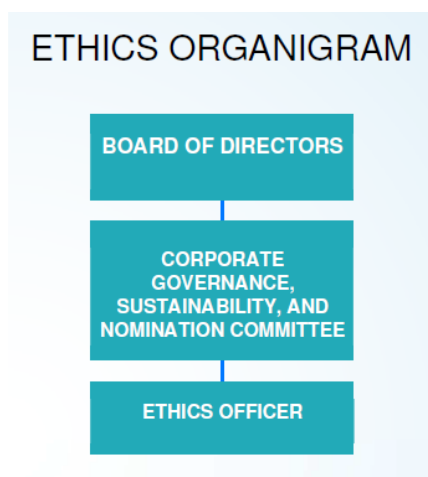 ETHICS ORGANIGRAM
BOARD OF DIRECTORS
CORPORATE
GOVERNANCE,
SUSTAINABILITY, AND
NOMINATION COMMITTEE
ETHICS OFFICER